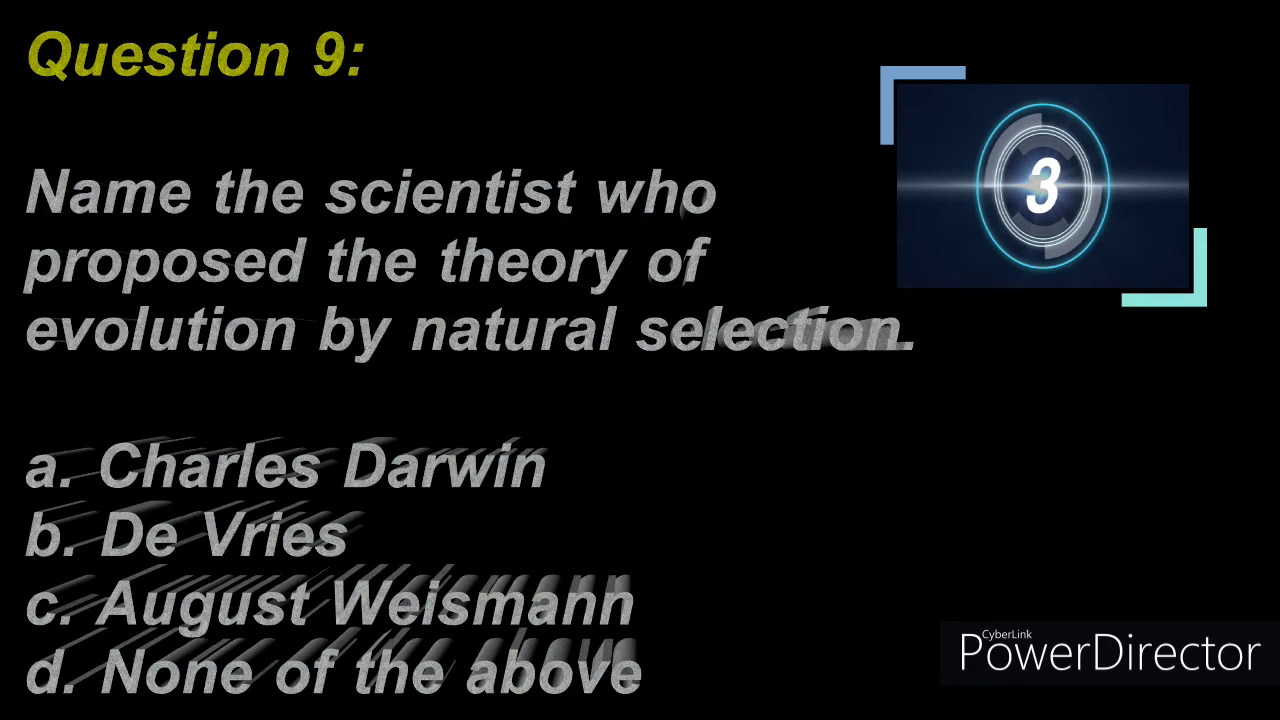 Question 9:
3
Name the scientist who
proposed the theory of
evolution by natural selection.
a. Charles Darwin
b. De Vries
c. August Weismann
d. None of the above
CyberLink
PowerDirector